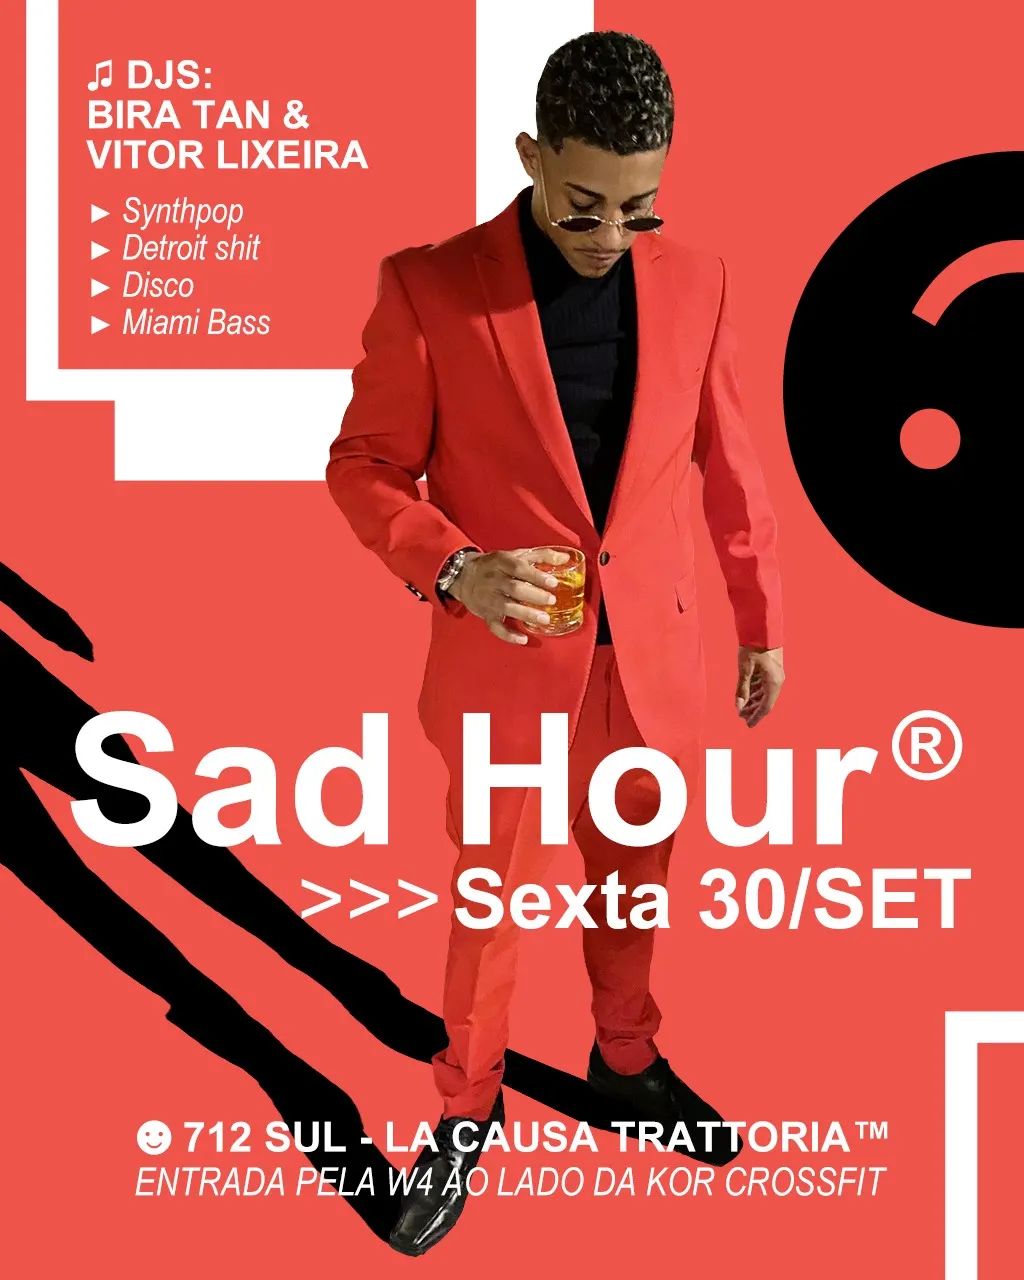 ♫ DJS:
BIRA TAN &
VITOR LIXEIRA
► Synthpop
► Detroit shit
► Disco
► Miami Bass
Sad Hour®
>>> Sexta 30/SET
☻ 712 SUL - LA CAUSA TRATTORIA™
ENTRADA PELA W4 AO LADO DA KOR CROSSFIT